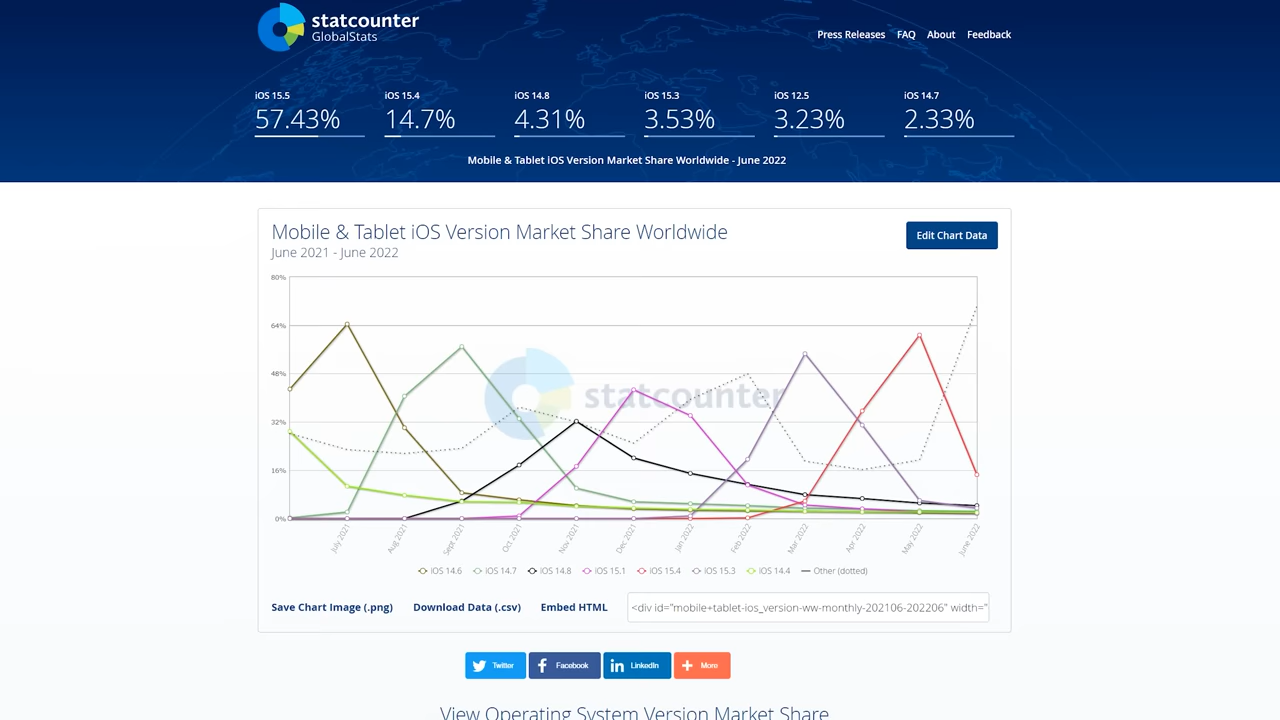 statcounter
GlobalStats
Press Releases FAQ About Feedback
iOS 15.5 iOS 15.4 iOS 14.8 iOS 15.3 iOS 12.5 iOS 14.7
57.43% 14.7% 4.31% 3.53% 3.23% 2.33%
Mobile & Tablet iOS Version Market Share Worldwide - June 2022
Mobile & Tablet iOS Version Market Share Worldwide
Edit Chart Data
June 2021 - June 2022
80%
64%
48%
statcounter
32%
16%
0%
July 2021 Aug 2021 Sept 2021 Oct 2021 Nov 2021 Dec 2021 Jan 2022 Feb 2022 Mar 2022 Apr 2022 May 2022 June 2022
iOS 14.6 iOS 14.7 iOS 14.8 iOS 15.1 iOS 15.4 iOS 15.3 iOS 14.4 Other (dotted)
Save Chart Image (.png) Download Data (.csv) Embed HTML <div id="mobile+tablet-ios_version-ww-monthly-202106-202206" width="
Twitter Facebook LinkedIn More
View Operating System Version Market Share